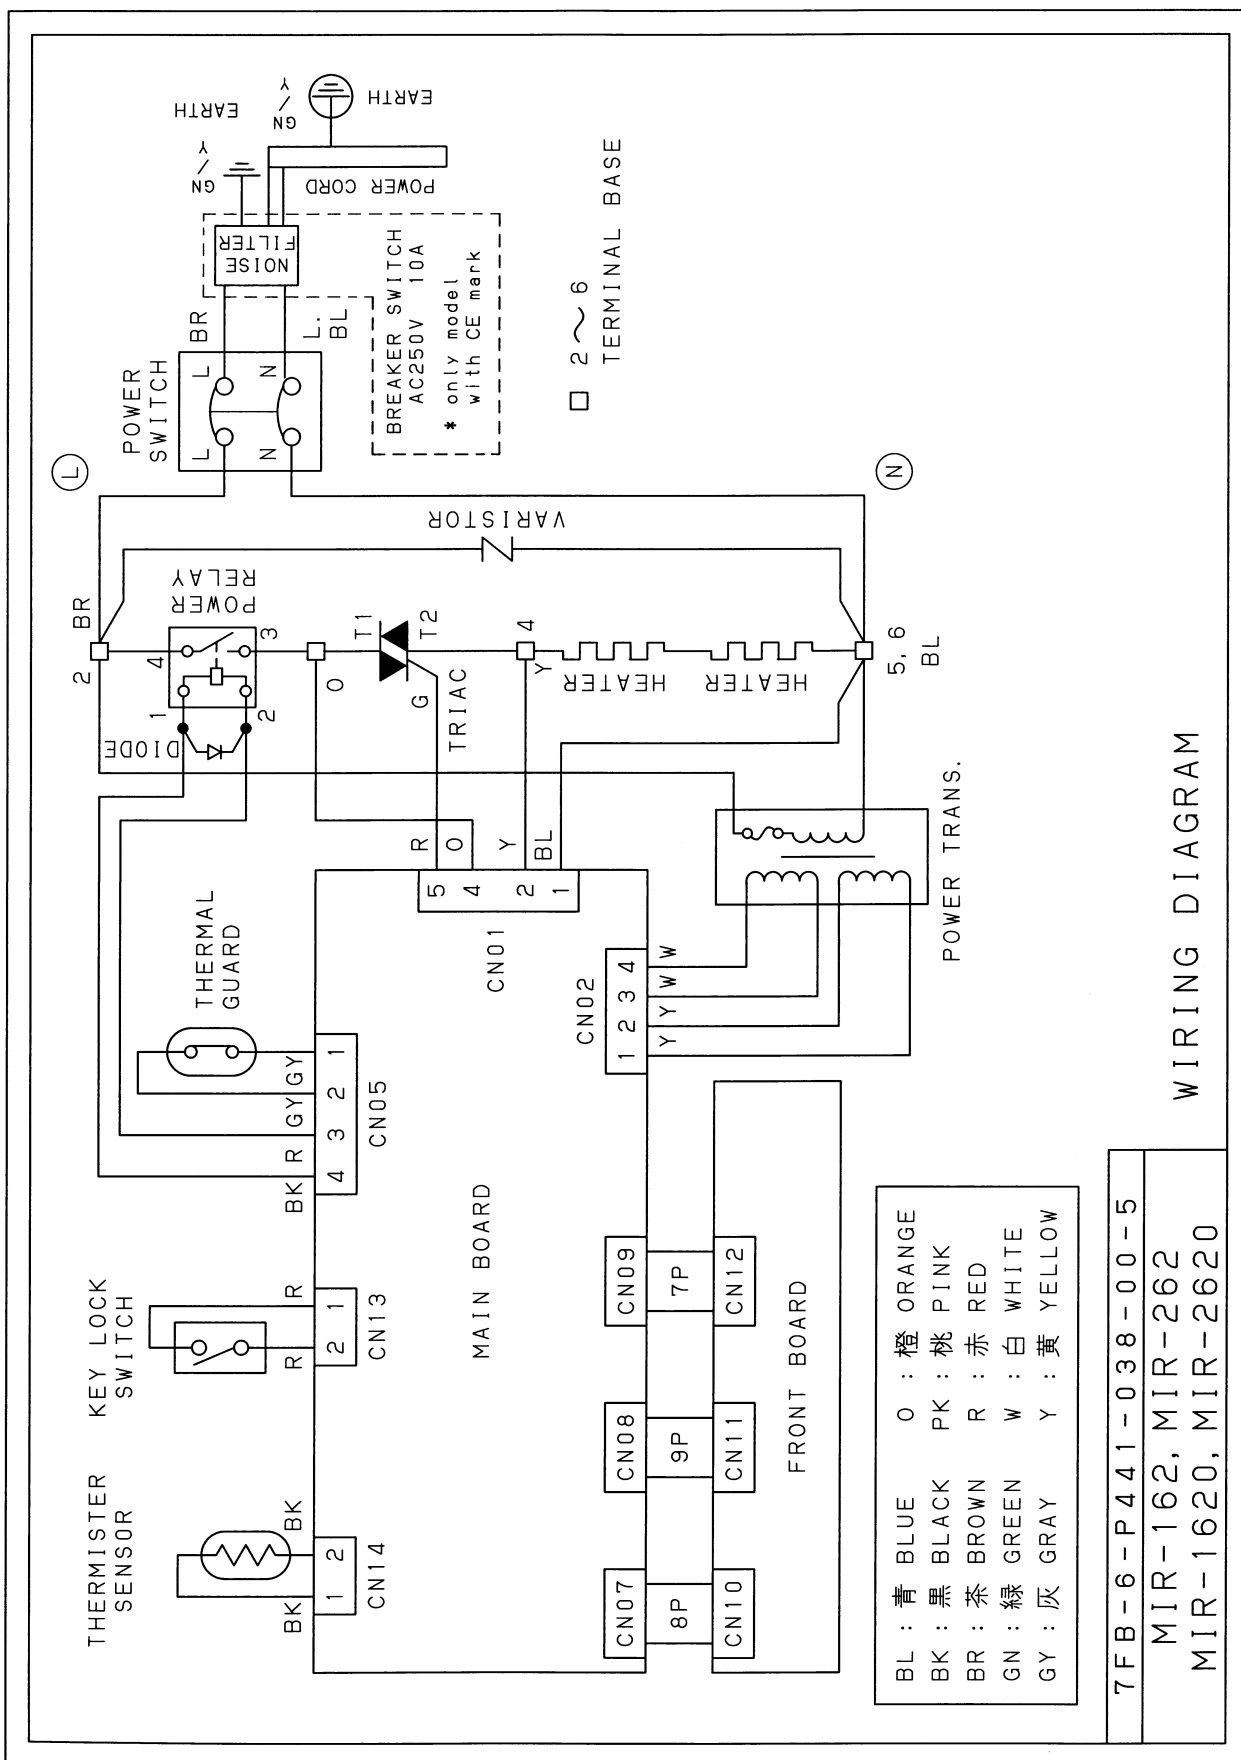 THERMISTER
SENSOR
KEY LOCK
SWITCH
THERMAL
GUARD
BK
BK
1
2
CN14
R
R
2
1
CN13
BK
R
GY
GY
4
3
2
1
CN05
DIODE
1
2
4
3
POWER
RELAY
2
BR
L
POWER
SWITCH
L
L
N
N
BR
L.
BL
NOISE
FILTER
GN
/
Y
EARTH
POWER CORD
GN
/
Y
EARTH
BREAKER SWITCH
AC250V 10A
* only model
with CE mark
VARISTOR
O
T1
T2
G
TRIAC
Y
4
HEATER
HEATER
5, 6
BL
N
2〜6
TERMINAL BASE
R
O
Y
BL
5
4
2
1
CN01
MAIN BOARD
CN02
1
2
3
4
Y
Y
W
W
POWER TRANS.
CN07
CN08
CN09
8P
9P
7P
CN10
CN11
CN12
FRONT BOARD
BL : 青 BLUE O : 橙 ORANGE
BK : 黒 BLACK PK : 桃 PINK
BR : 茶 BROWN R : 赤 RED
GN : 緑 GREEN W : 白 WHITE
GY : 灰 GRAY Y : 黄 YELLOW
7FB-6-P441-038-00-5
MIR-162, MIR-262
MIR-1620, MIR-2620
WIRING DIAGRAM